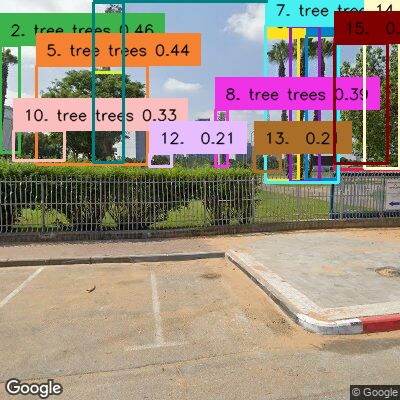 7. tree trees
14
2. tree trees 0.46
15.
5. tree trees 0.44
8. tree trees 0.39
10. tree trees 0.33
12. 0.21
13. 0.21
Google
© Google